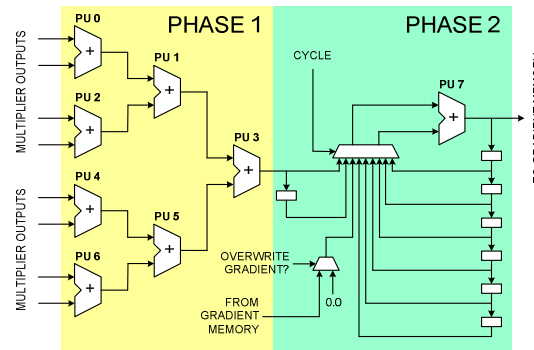 PHASE 1
PHASE 2
PU 0
MULTIPLIER OUTPUTS
PU 1
PU 2
PU 3
MULTIPLIER OUTPUTS
PU 4
PU 5
PU 6
CYCLE
PU 7
OVERWRITE
GRADIENT?
FROM
GRADIENT
MEMORY
0.0